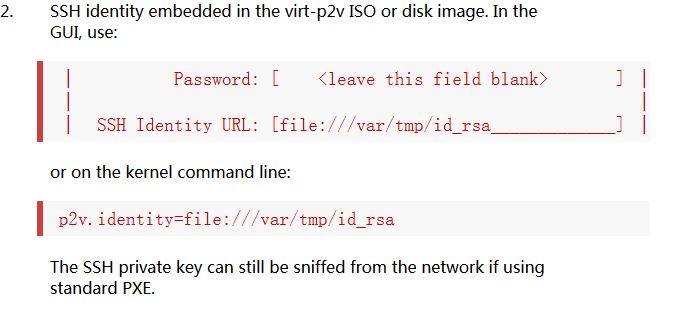 2. SSH identity embedded in the virt-p2v ISO or disk image. In the
GUI, use:
| Password: [ <leave this field blank> ] |
| |
| SSH Identity URL: [file:///var/tmp/id_rsa_____________] |
or on the kernel command line:
p2v.identity=file:///var/tmp/id_rsa
The SSH private key can still be sniffed from the network if using
standard PXE.